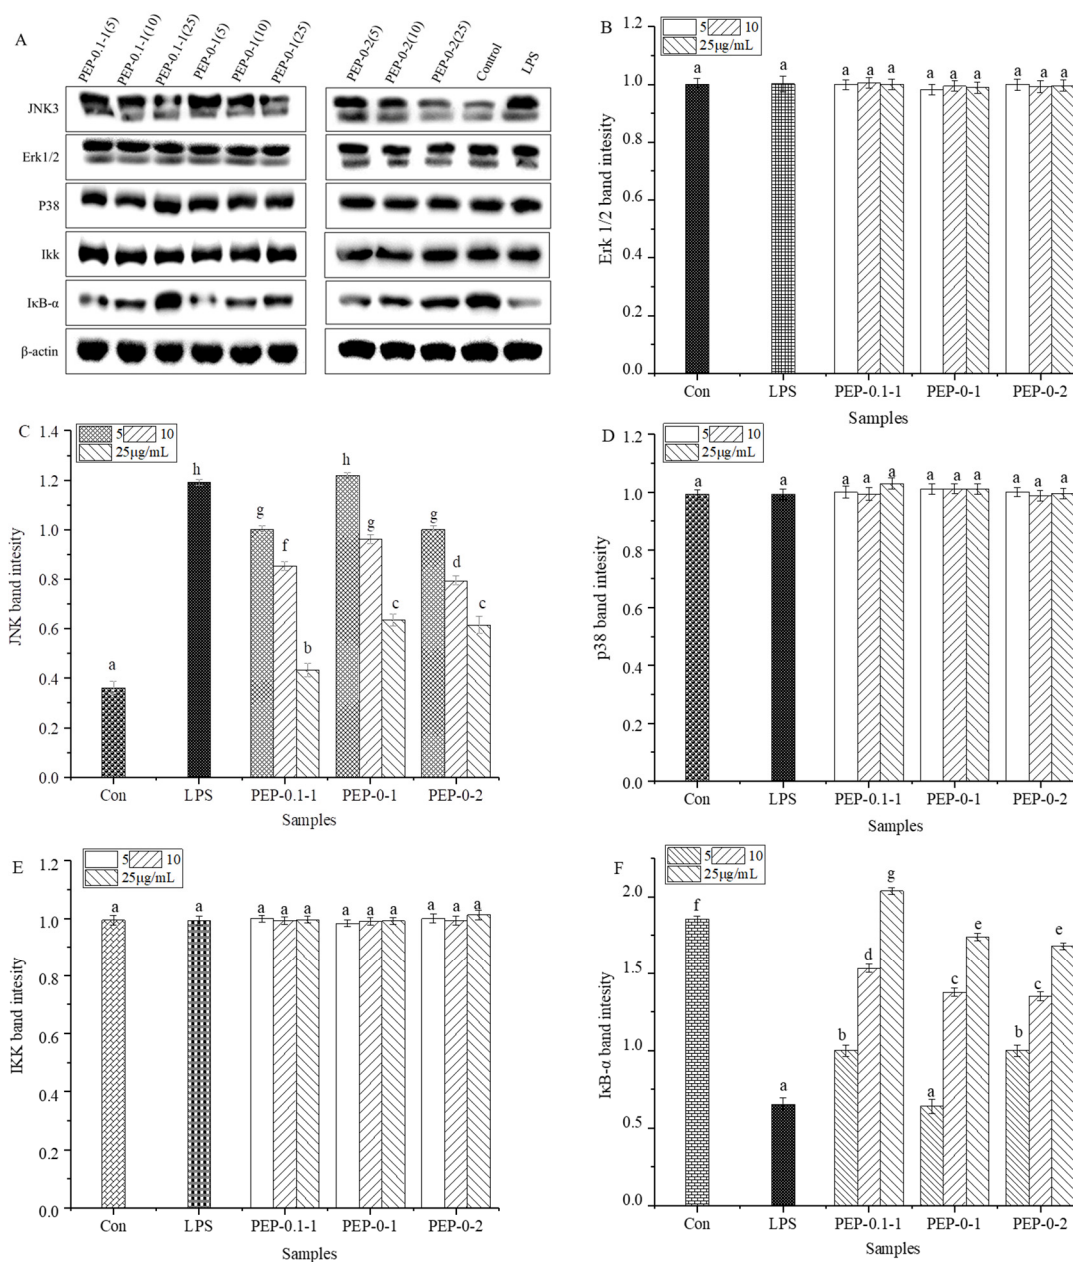 A
PEP-0.1-1(5)
PEP-0.1-1(10)
PEP-0.1-1(25)
PEP-0-1(5)
PEP-0-1(10)
PEP-0-1(25)
PEP-0-2(5)
PEP-0-2(10)
PEP-0-2(25)
Control
LPS
JNK3
Erk1/2
P38
Ikk
IκB-α
β-actin
B
5 10
25μg/mL
Erk 1/2 band intesity
1.2
1.0
0.8
0.6
0.4
0.2
0.0
a a a a a a a a a a a
Con LPS PEP-0.1-1 PEP-0-1 PEP-0-2
Samples
C
5 10
25μg/mL
JNK band intesity
1.4
1.2
1.0
0.8
0.6
0.4
0.2
0.0
a h g f b h g c g d c
Con LPS PEP-0.1-1 PEP-0-1 PEP-0-2
Samples
D
5 10
25μg/mL
p38 band intesity
1.2
1.0
0.8
0.6
0.4
0.2
0.0
a a a a a a a a a a a
Con LPS PEP-0.1-1 PEP-0-1 PEP-0-2
Samples
E
5 10
25μg/mL
IKK band intesity
1.2
1.0
0.8
0.6
0.4
0.2
0.0
a a a a a a a a a a a
Con LPS PEP-0.1-1 PEP-0-1 PEP-0-2
Samples
F
5 10
25μg/mL
IκB-α band intesity
2.0
1.5
1.0
0.5
0.0
f a b d g a c e b c e
Con LPS PEP-0.1-1 PEP-0-1 PEP-0-2
Samples